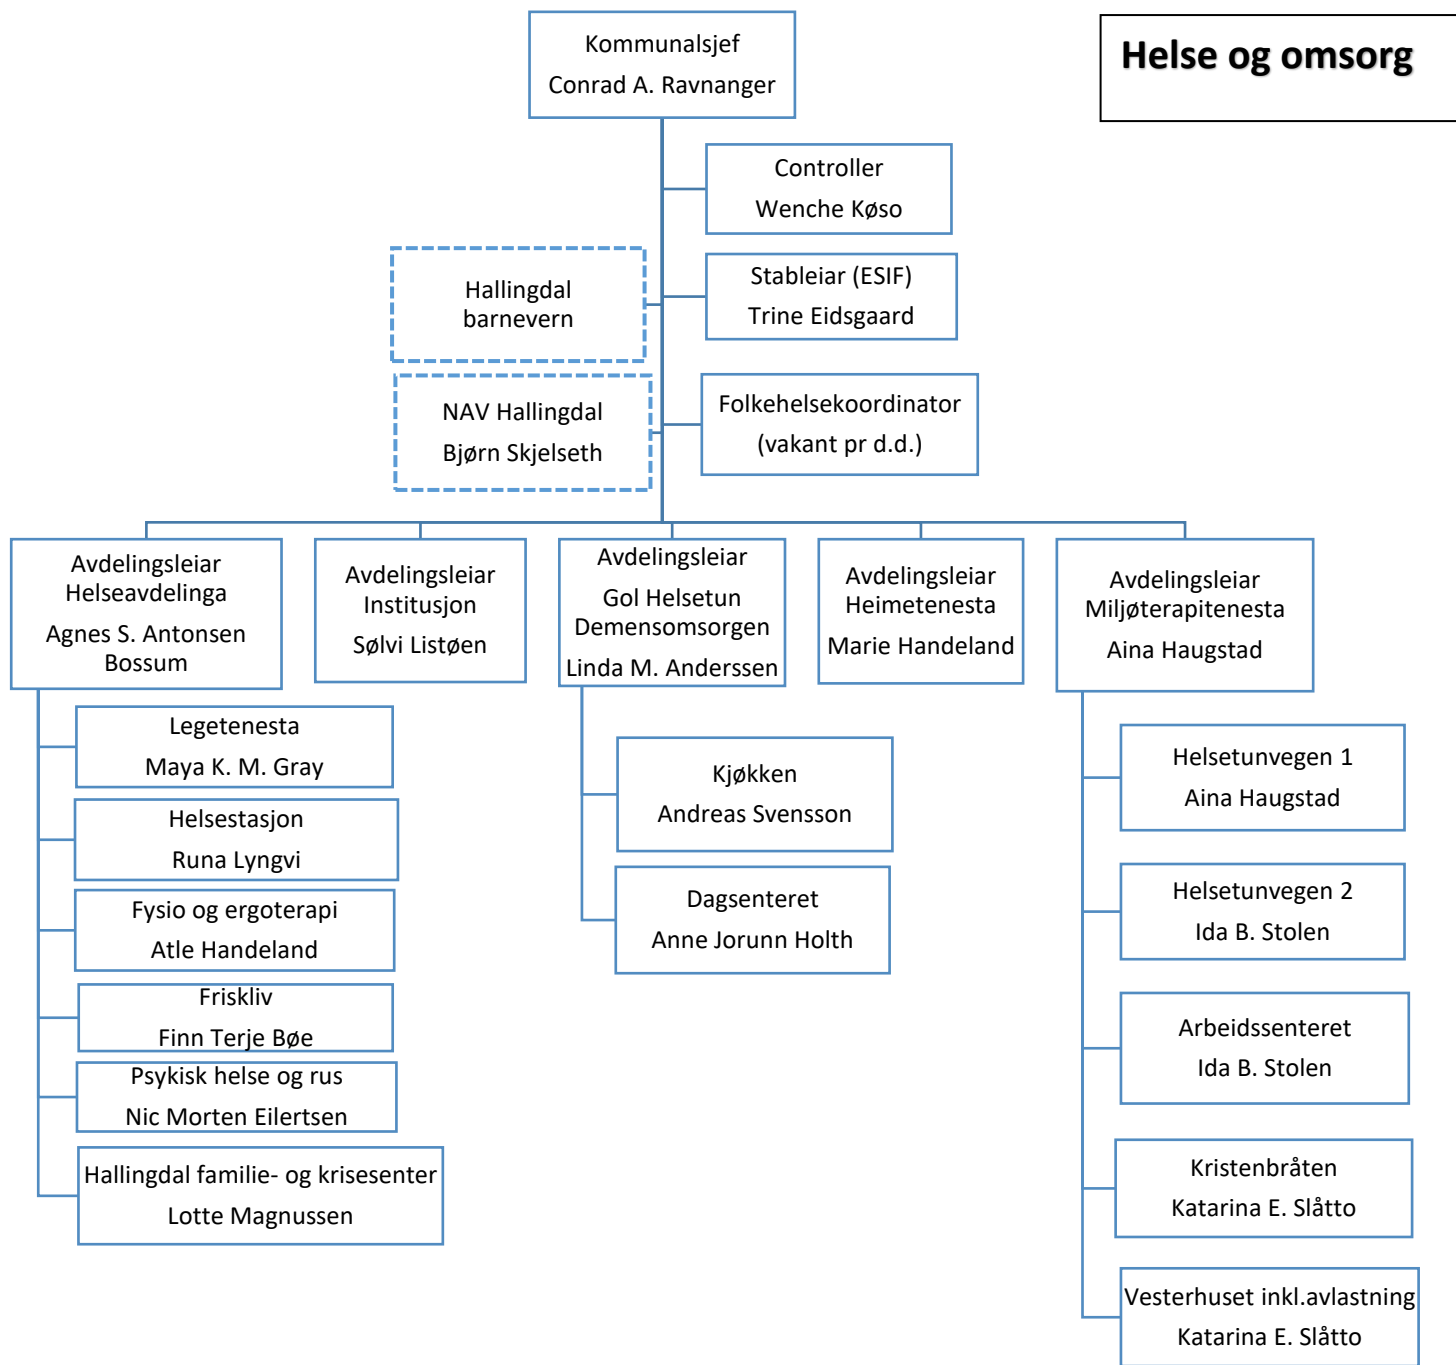 Helse og omsorg
Kommunalsjef
Conrad A. Ravnanger
Controller
Wenche Køso
Hallingdal
barnevern
Stableiar (ESIF)
Trine Eidsgaard
NAV Hallingdal
Bjørn Skjelseth
Folkehelsekoordinator
(vakant pr d.d.)
Avdelingsleiar
Helseavdelinga
Agnes S. Antonsen
Bossum
Avdelingsleiar
Institusjon
Sølvi Listøen
Avdelingsleiar
Gol Helsetun
Demensomsorgen
Linda M. Anderssen
Avdelingsleiar
Heimetenesta
Marie Handeland
Avdelingsleiar
Miljøterapitenesta
Aina Haugstad
Legetenesta
Maya K. M. Gray
Helsestasjon
Runa Lyngvi
Fysio og ergoterapi
Atle Handeland
Friskliv
Finn Terje Bøe
Psykisk helse og rus
Nic Morten Eilertsen
Hallingdal familie- og krisesenter
Lotte Magnussen
Kjøkken
Andreas Svensson
Dagsenteret
Anne Jorunn Holth
Helsetunvegen 1
Aina Haugstad
Helsetunvegen 2
Ida B. Stolen
Arbeidssenteret
Ida B. Stolen
Kristenbråten
Katarina E. Slåtto
Vesterhuset inkl.avlastning
Katarina E. Slåtto